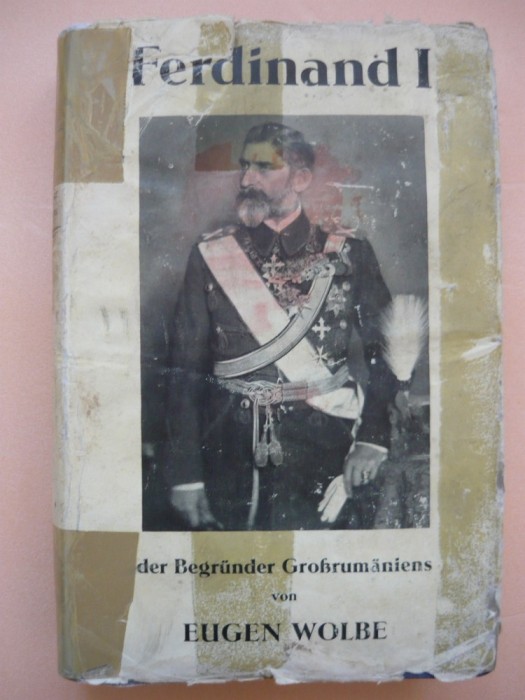 Ferdinand I
der Begründer Großrumäniens
von
EUGEN WOLBE